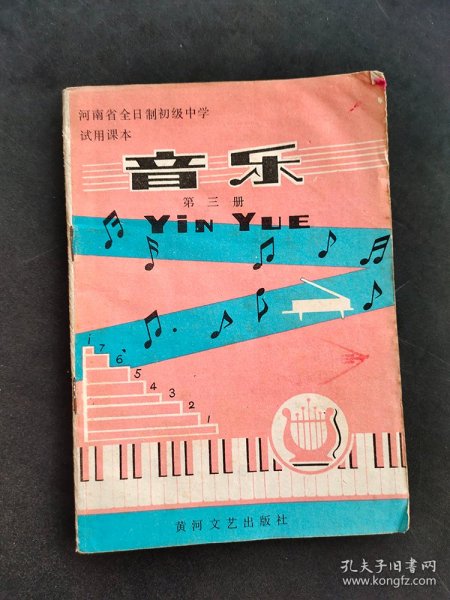 河南省全日制初级中学
试用课本
音乐
第三册
YiN YUE
i
7
6
5
4
3
2
1
黄河文艺出版社
孔夫子旧书网
www.kongfz.com